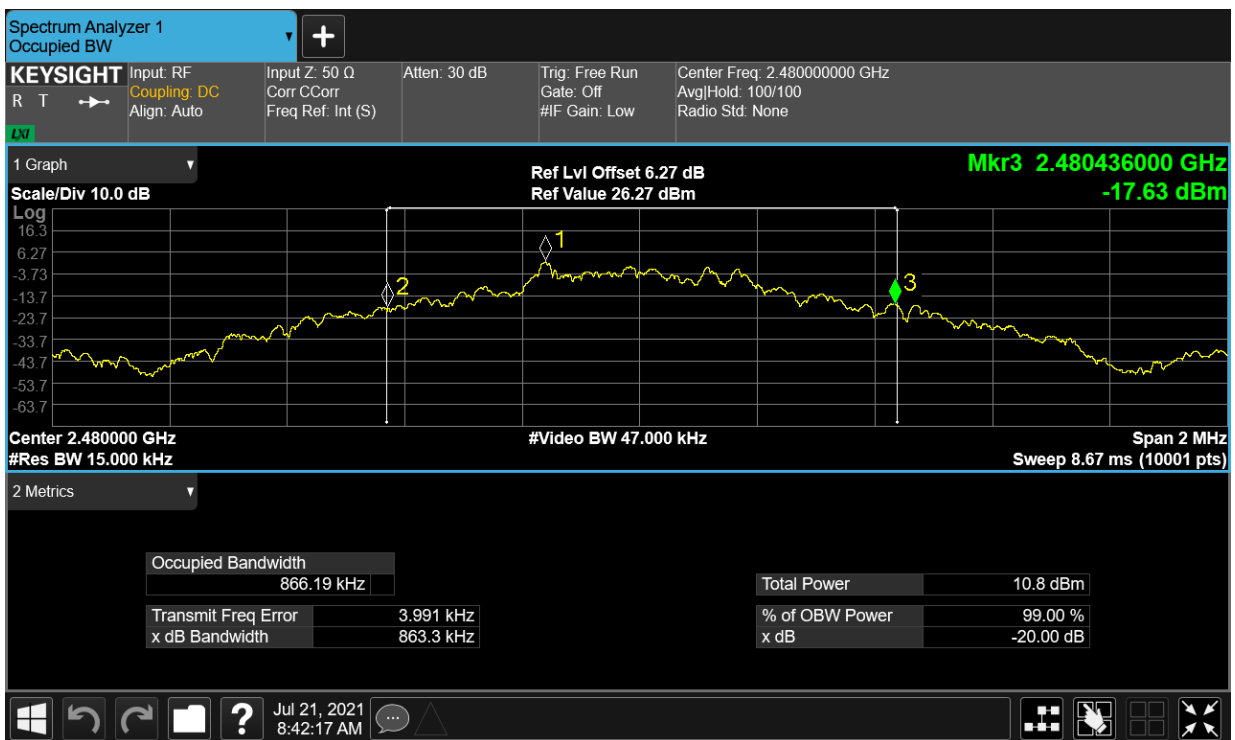 Spectrum Analyzer 1
Occupied BW
KEYSIGHT
R T
LXI
Input: RF
Coupling: DC
Align: Auto
Input Z: 50 Ω
Corr CCorr
Freq Ref: Int (S)
Atten: 30 dB
Trig: Free Run
Gate: Off
#IF Gain: Low
Center Freq: 2.480000000 GHz
Avg|Hold: 100/100
Radio Std: None
1 Graph
Scale/Div 10.0 dB
Ref Lvl Offset 6.27 dB
Ref Value 26.27 dBm
Mkr3 2.480436000 GHz
-17.63 dBm
Log
16.3
6.27
-3.73
-13.7
-23.7
-33.7
-43.7
-53.7
-63.7
1
2
3
Center 2.480000 GHz
#Res BW 15.000 kHz
#Video BW 47.000 kHz
Span 2 MHz
Sweep 8.67 ms (10001 pts)
2 Metrics
Occupied Bandwidth
866.19 kHz
Transmit Freq Error 3.991 kHz
x dB Bandwidth 863.3 kHz
Total Power 10.8 dBm
% of OBW Power 99.00 %
x dB -20.00 dB
?
Jul 21, 2021
8:42:17 AM